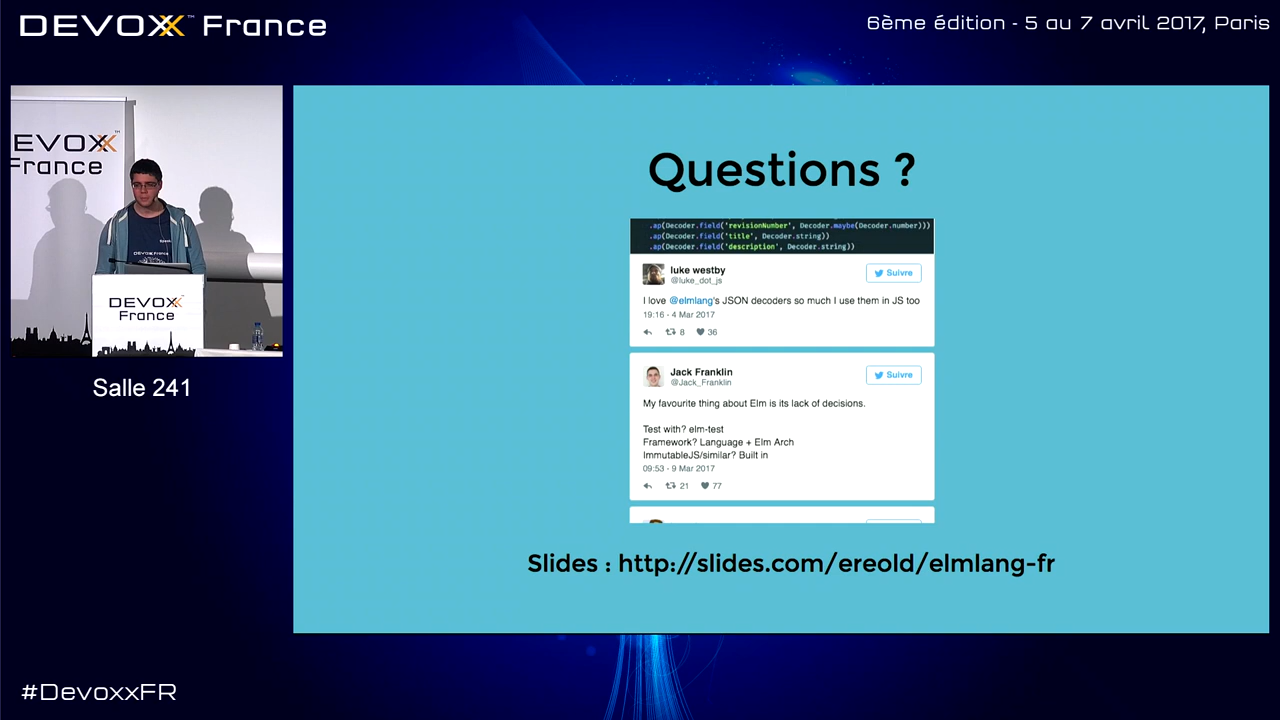 DEVOXX™ France
6ème édition - 5 au 7 avril 2017, Paris
EVOXX™
France
DEVOXX
France
DEVOXX
France
Salle 241
Questions ?
.ap(Decoder.field('revisionNumber', Decoder.maybe(Decoder.number)))
.ap(Decoder.field('title', Decoder.string))
.ap(Decoder.field('description', Decoder.string))
luke westby
@luke_dot_js
Suivre
I love @elmlang's JSON decoders so much I use them in JS too
19:16 - 4 Mar 2017
8 36
Jack Franklin
@Jack_Franklin
Suivre
My favourite thing about Elm is its lack of decisions.
Test with? elm-test
Framework? Language + Elm Arch
ImmutableJS/similar? Built in
09:53 - 9 Mar 2017
21 77
Slides : http://slides.com/ereold/elmlang-fr
#DevoxxFR